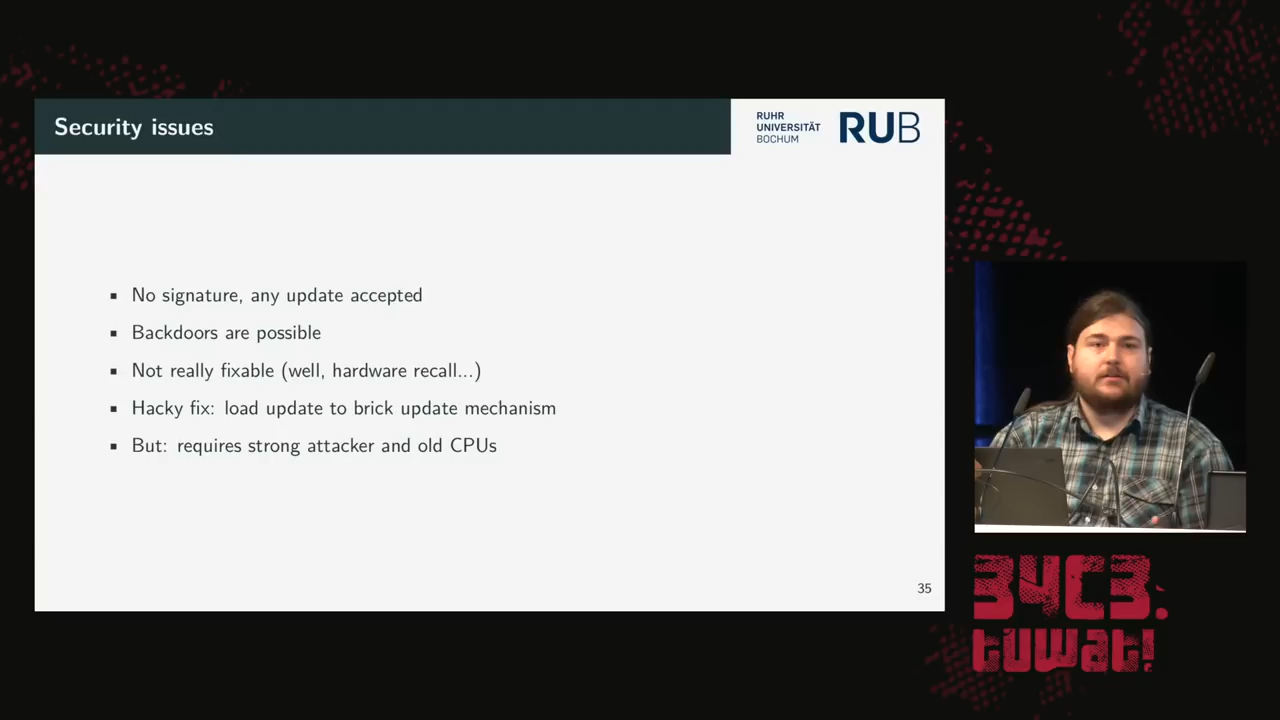 Security issues
RUHR
UNIVERSITÄT
BOCHUM
RUB
▪ No signature, any update accepted
▪ Backdoors are possible
▪ Not really fixable (well, hardware recall...)
▪ Hacky fix: load update to brick update mechanism
▪ But: requires strong attacker and old CPUs
35
34C3.
tuwat!